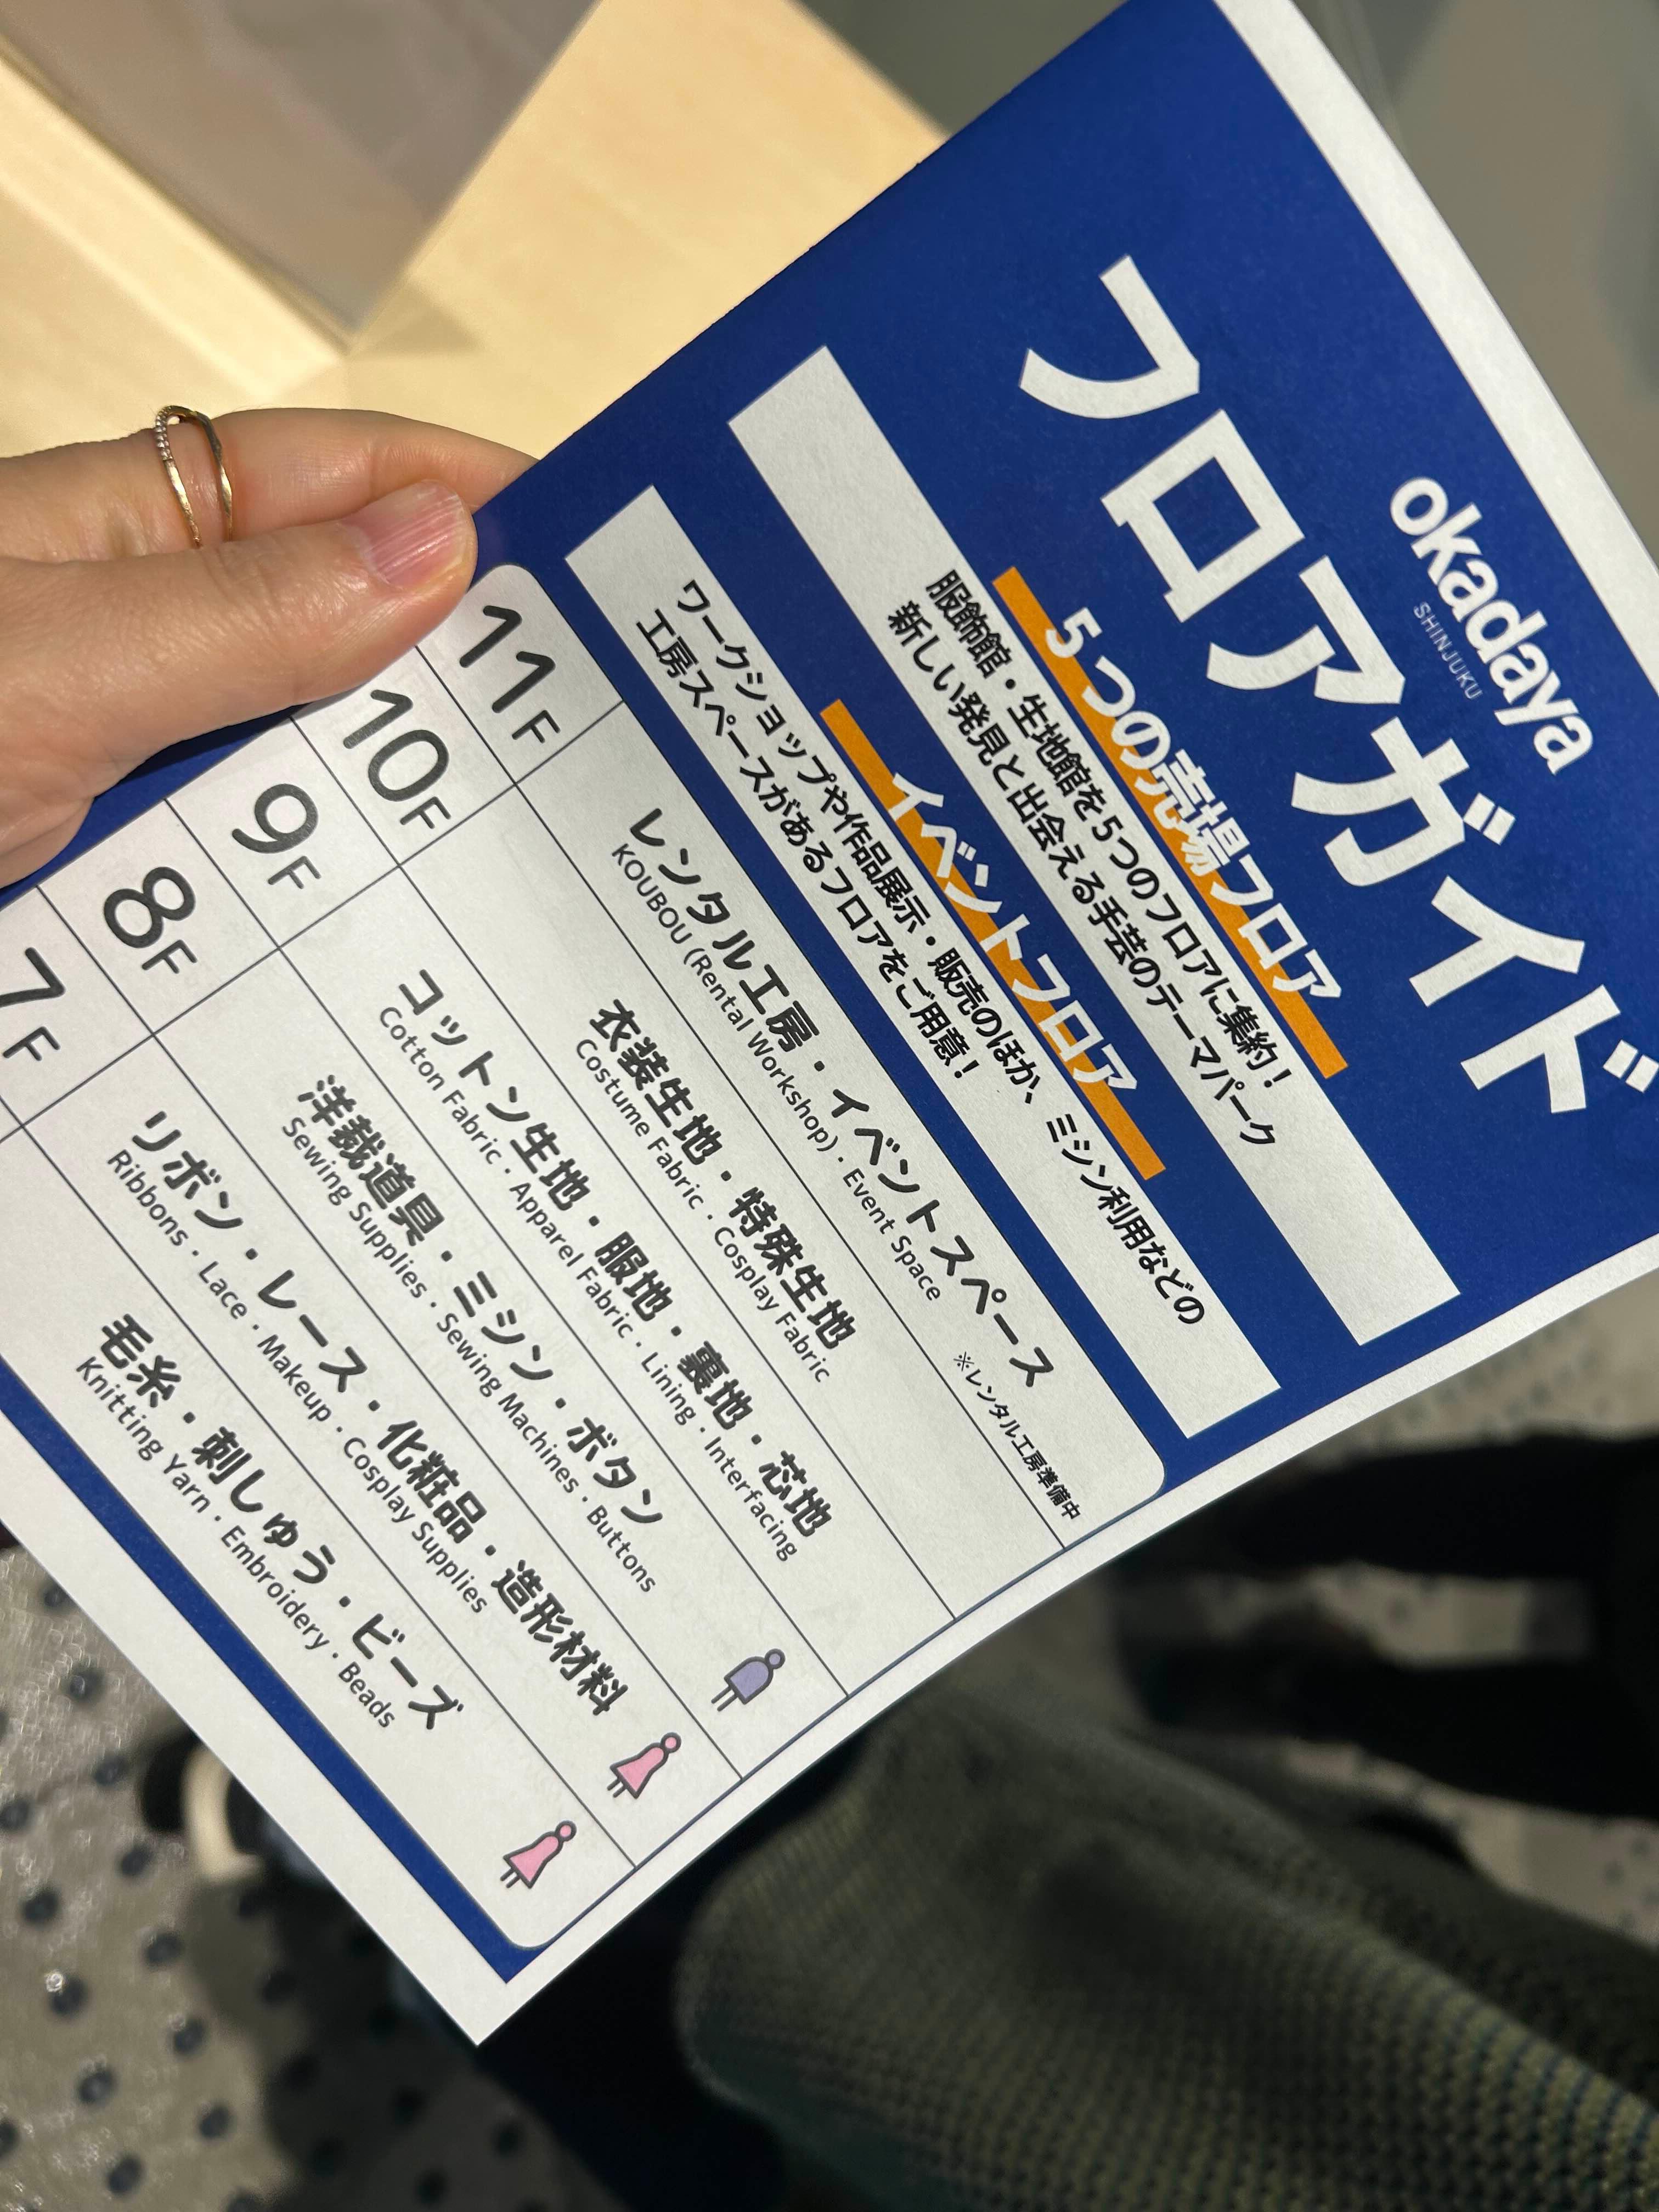 okadaya
SHINJUKU
フロアガイド
5つの売場フロア
服飾館・生地館を5つのフロアに集約！
新しい発見と出会える手芸のテーマパーク
イベントフロア
ワークショップや作品展示・販売のほか、ミシン利用などの
工房スペースがあるフロアをご用意！
11F
レンタル工房・イベントスペース
KOUBOU (Rental Workshop)・Event Space
※レンタル工房準備中
10F
衣装生地・特殊生地
Costume Fabric・Cosplay Fabric
9F
コットン生地・服地・裏地・芯地
Cotton Fabric・Apparel Fabric・Lining・Interfacing
8F
洋裁道具・ミシン・ボタン
Sewing Supplies・Sewing Machines・Buttons
7F
リボン・レース・化粧品・造形材料
Ribbons・Lace・Makeup・Cosplay Supplies
毛糸・刺しゅう・ビーズ
Knitting Yarn・Embroidery・Beads